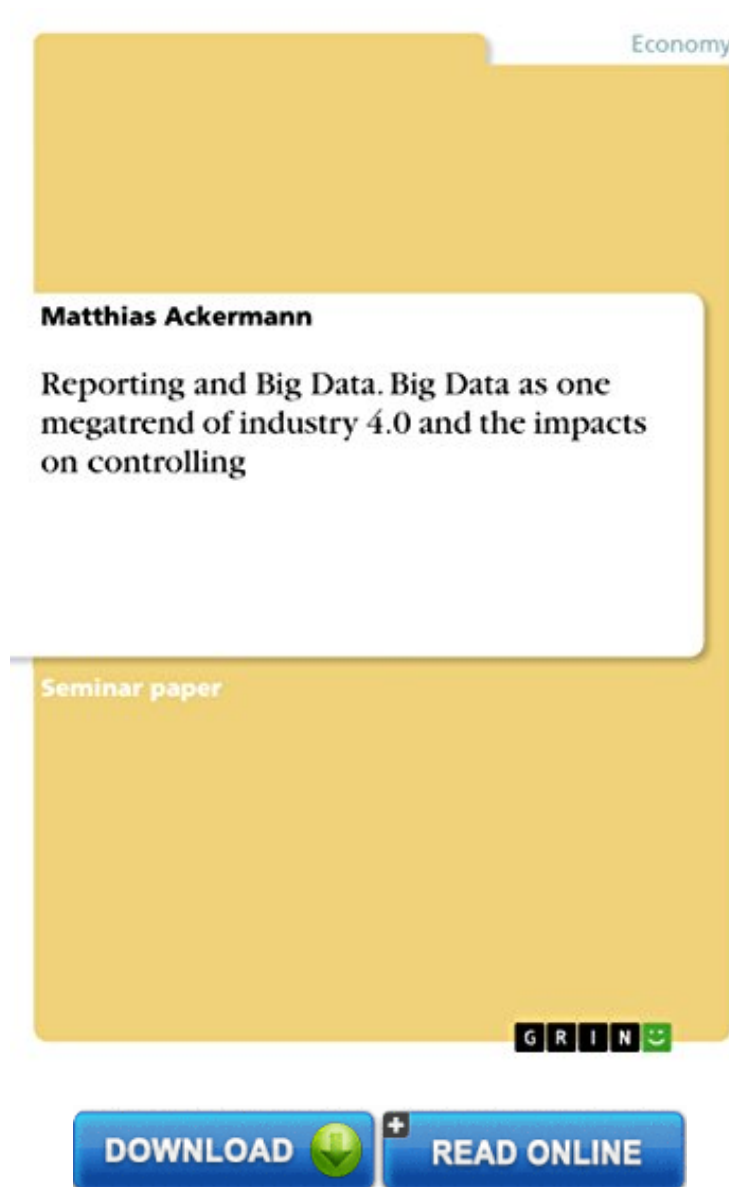 Economy
Matthias Ackermann
Reporting and Big Data. Big Data as one
megatrend of industry 4.0 and the impacts
on controlling
Seminar paper
G R I N
DOWNLOAD
READ ONLINE